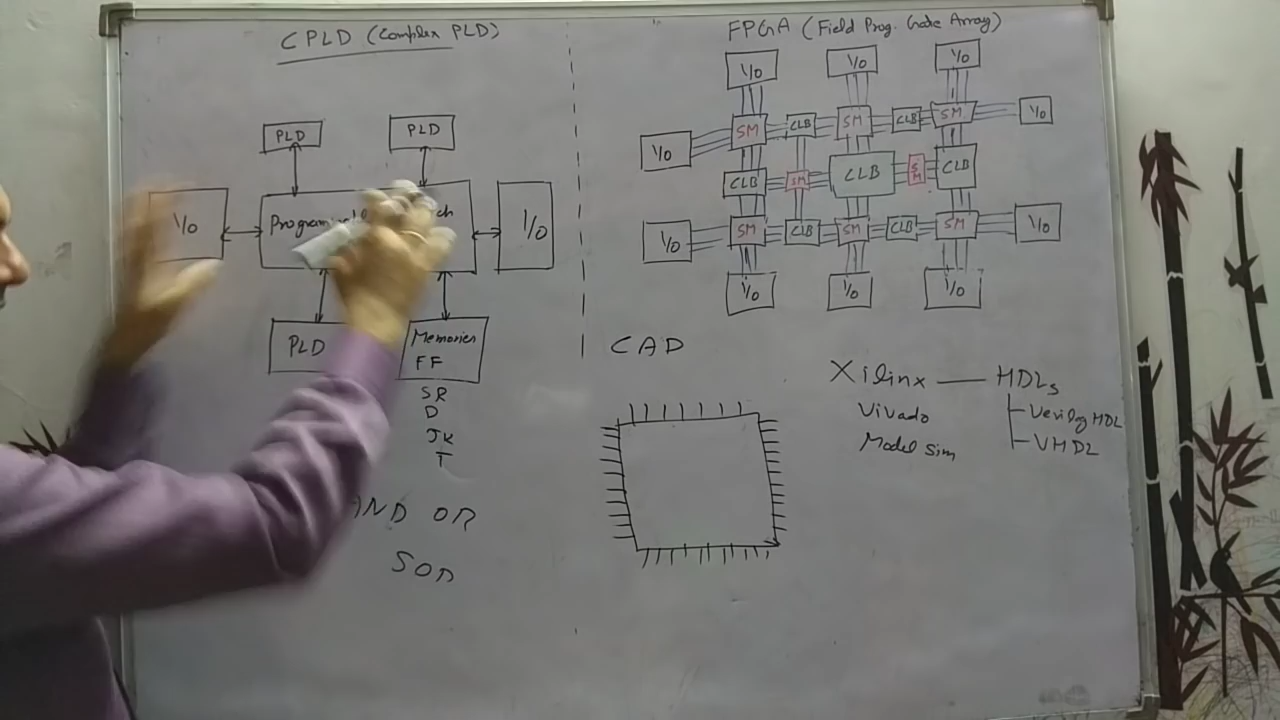 CPLD (Complex PLD)
PLD
PLD
I/O
I/O
PLD
Memories
FF
SR
D
JK
T
AND OR
SOP
FPGA (Field Prog. Gate Array)
I/O
I/O
I/O
SM
CLB
SM
CLB
SM
I/O
I/O
CLB
SM
CLB
SM
CLB
I/O
SM
CLB
SM
CLB
SM
I/O
I/O
I/O
I/O
CAD
Xilinx — HDLs
Vivado
Verilog HDL
Model sim
VHDL